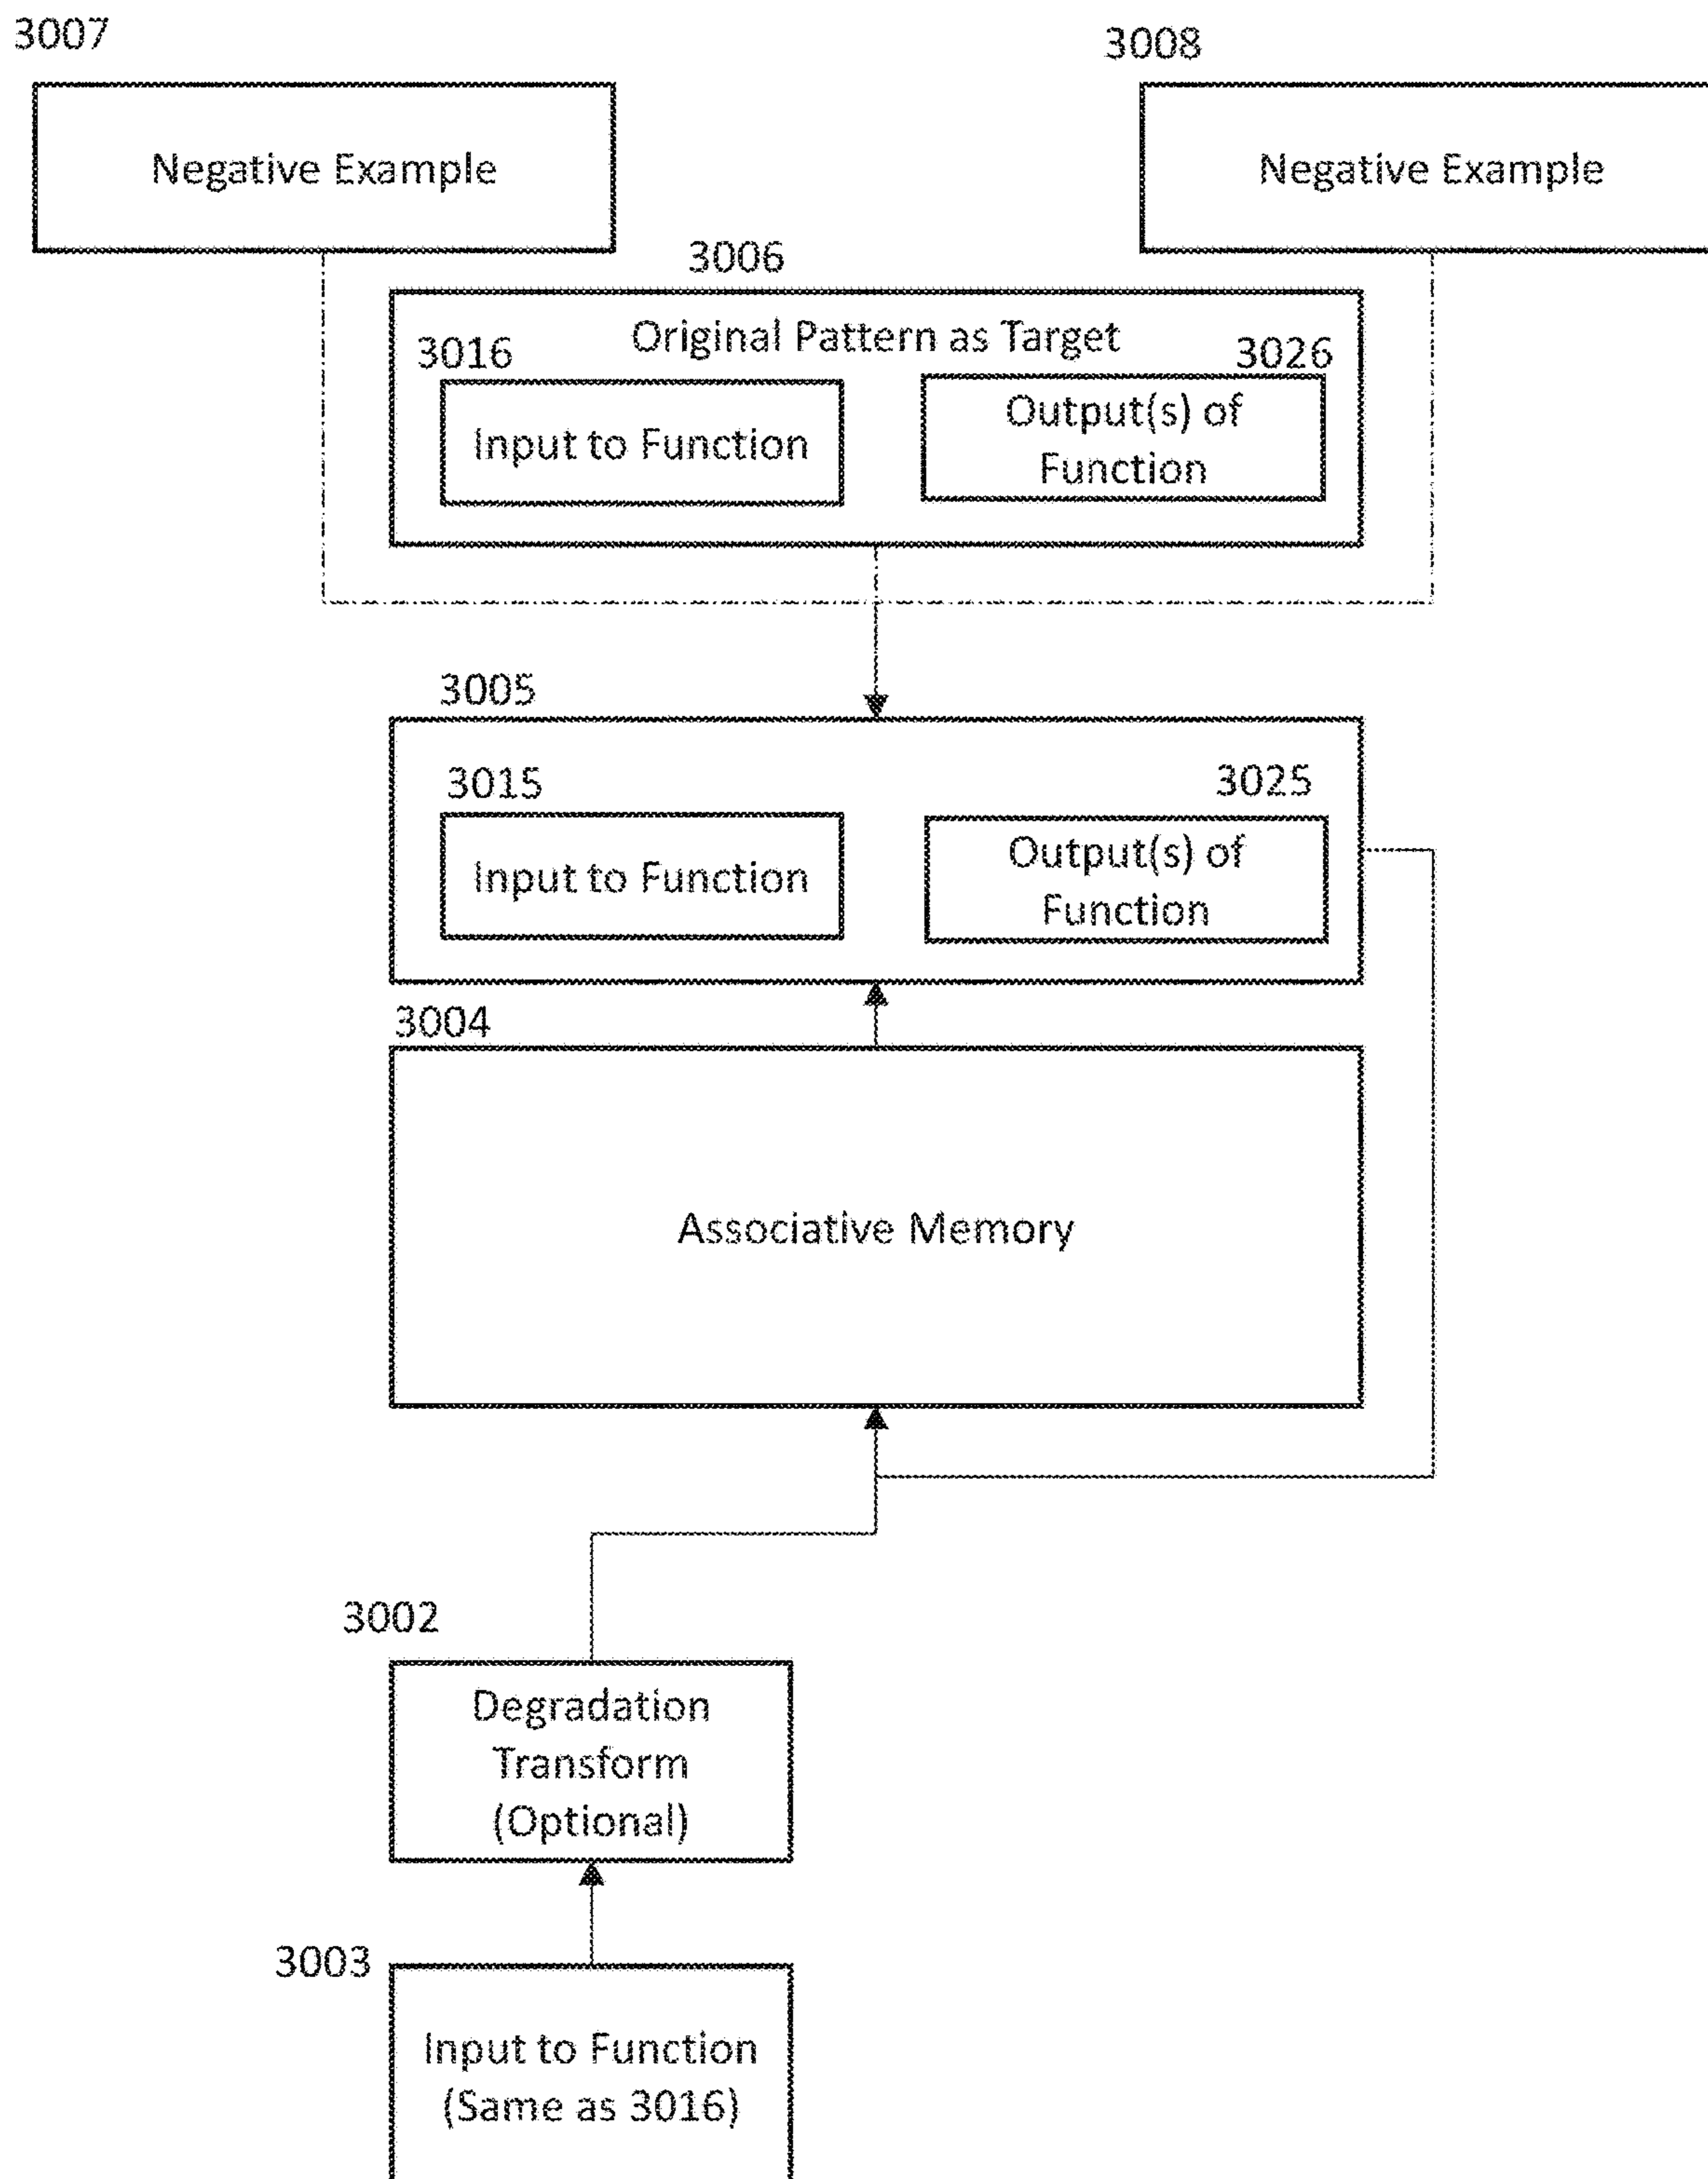 3007
3008
Negative Example
Negative Example
3006
Original Pattern as Target
3016
3026
Input to Function
Output(s) of
Function
3005
3015
3025
Input to Function
Output(s) of
Function
3004
Associative Memory
3002
Degradation
Transform
(Optional)
3003
Input to Function
(Same as 3016)